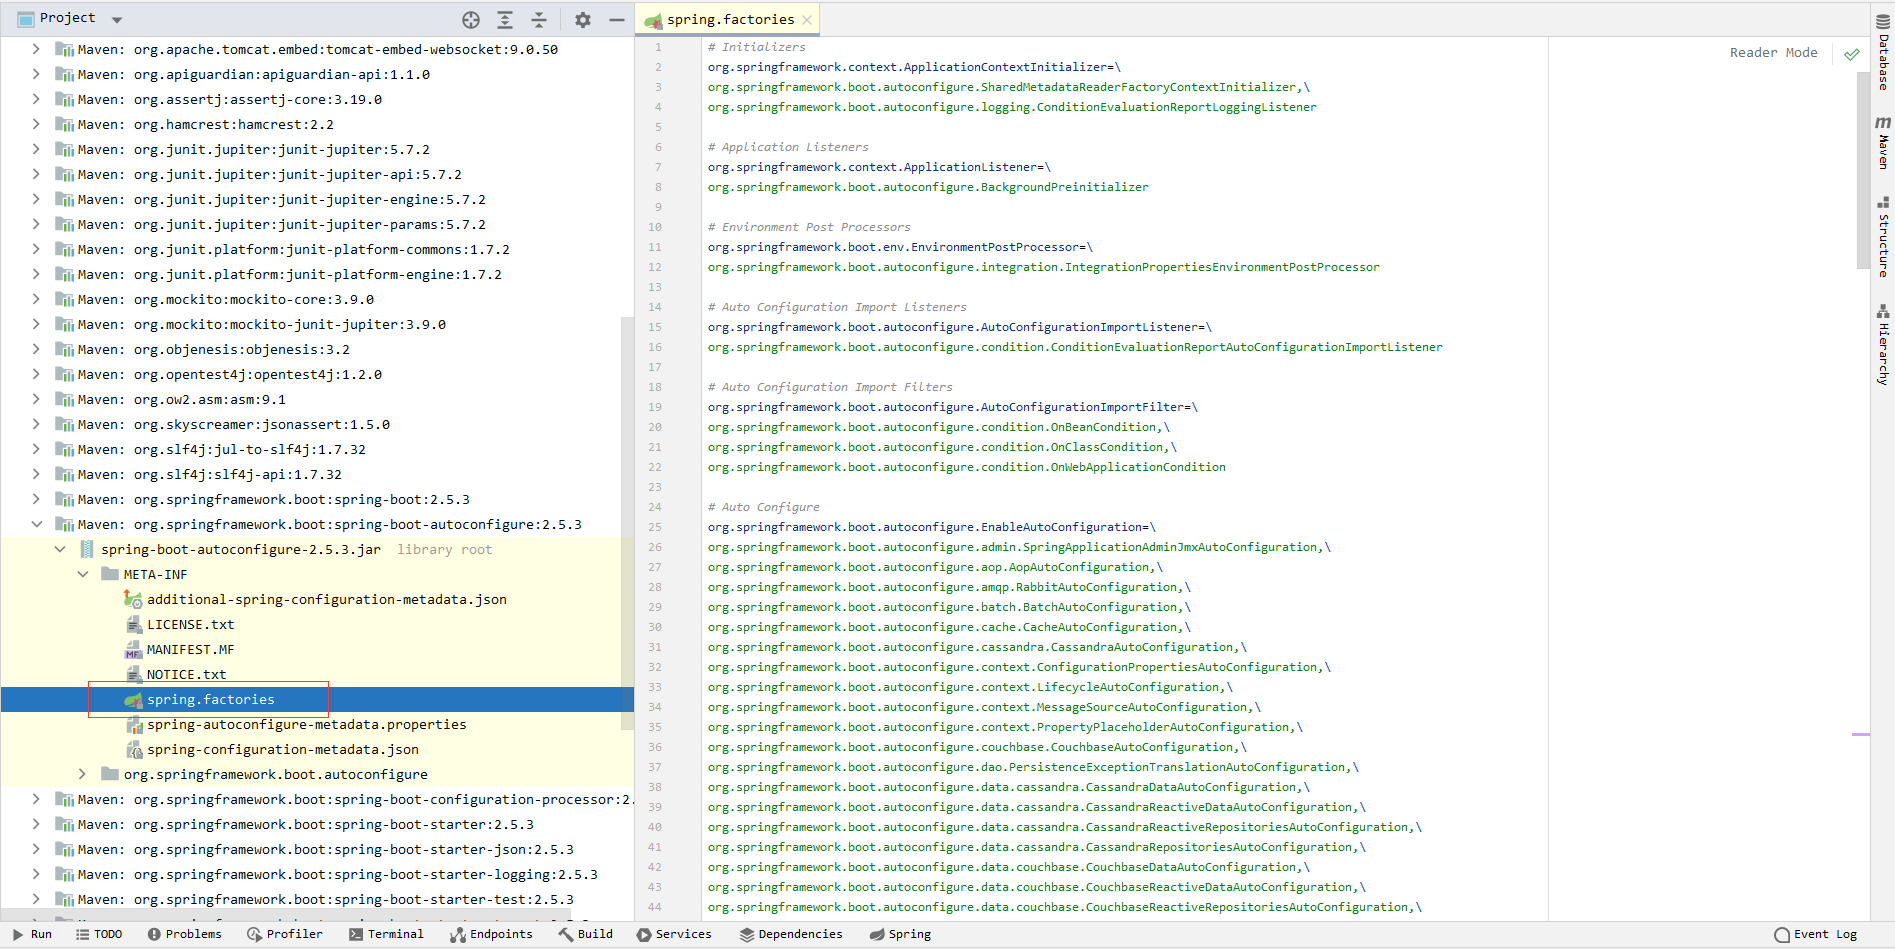 Project
Maven: org.apache.tomcat.embed:tomcat-embed-websocket:9.0.50
Maven: org.apiguardian:apiguardian-api:1.1.0
Maven: org.assertj:assertj-core:3.19.0
Maven: org.hamcrest:hamcrest:2.2
Maven: org.junit.jupiter:junit-jupiter:5.7.2
Maven: org.junit.jupiter:junit-jupiter-api:5.7.2
Maven: org.junit.jupiter:junit-jupiter-engine:5.7.2
Maven: org.junit.jupiter:junit-jupiter-params:5.7.2
Maven: org.junit.platform:junit-platform-commons:1.7.2
Maven: org.junit.platform:junit-platform-engine:1.7.2
Maven: org.mockito:mockito-core:3.9.0
Maven: org.mockito:mockito-junit-jupiter:3.9.0
Maven: org.objenesis:objenesis:3.2
Maven: org.opentest4j:opentest4j:1.2.0
Maven: org.ow2.asm:asm:9.1
Maven: org.skyscreamer:jsonassert:1.5.0
Maven: org.slf4j:jul-to-slf4j:1.7.32
Maven: org.slf4j:slf4j-api:1.7.32
Maven: org.springframework.boot:spring-boot:2.5.3
Maven: org.springframework.boot:spring-boot-autoconfigure:2.5.3
spring-boot-autoconfigure-2.5.3.jar library root
META-INF
additional-spring-configuration-metadata.json
LICENSE.txt
MANIFEST.MF
NOTICE.txt
spring.factories
spring-autoconfigure-metadata.properties
spring-configuration-metadata.json
org.springframework.boot.autoconfigure
Maven: org.springframework.boot:spring-boot-configuration-processor:2.
Maven: org.springframework.boot:spring-boot-starter:2.5.3
Maven: org.springframework.boot:spring-boot-starter-json:2.5.3
Maven: org.springframework.boot:spring-boot-starter-logging:2.5.3
Maven: org.springframework.boot:spring-boot-starter-test:2.5.3
spring.factories
Reader Mode
1 # Initializers
2 org.springframework.context.ApplicationContextInitializer=\
3 org.springframework.boot.autoconfigure.SharedMetadataReaderFactoryContextInitializer,\
4 org.springframework.boot.autoconfigure.logging.ConditionEvaluationReportLoggingListener
5
6 # Application Listeners
7 org.springframework.context.ApplicationListener=\
8 org.springframework.boot.autoconfigure.BackgroundPreinitializer
9
10 # Environment Post Processors
11 org.springframework.boot.env.EnvironmentPostProcessor=\
12 org.springframework.boot.autoconfigure.integration.IntegrationPropertiesEnvironmentPostProcessor
13
14 # Auto Configuration Import Listeners
15 org.springframework.boot.autoconfigure.AutoConfigurationImportListener=\
16 org.springframework.boot.autoconfigure.condition.ConditionEvaluationReportAutoConfigurationImportListener
17
18 # Auto Configuration Import Filters
19 org.springframework.boot.autoconfigure.AutoConfigurationImportFilter=\
20 org.springframework.boot.autoconfigure.condition.OnBeanCondition,\
21 org.springframework.boot.autoconfigure.condition.OnClassCondition,\
22 org.springframework.boot.autoconfigure.condition.OnWebApplicationCondition
23
24 # Auto Configure
25 org.springframework.boot.autoconfigure.EnableAutoConfiguration=\
26 org.springframework.boot.autoconfigure.admin.SpringApplicationAdminJmxAutoConfiguration,\
27 org.springframework.boot.autoconfigure.aop.AopAutoConfiguration,\
28 org.springframework.boot.autoconfigure.amqp.RabbitAutoConfiguration,\
29 org.springframework.boot.autoconfigure.batch.BatchAutoConfiguration,\
30 org.springframework.boot.autoconfigure.cache.CacheAutoConfiguration,\
31 org.springframework.boot.autoconfigure.cassandra.CassandraAutoConfiguration,\
32 org.springframework.boot.autoconfigure.context.ConfigurationPropertiesAutoConfiguration,\
33 org.springframework.boot.autoconfigure.context.LifecycleAutoConfiguration,\
34 org.springframework.boot.autoconfigure.context.MessageSourceAutoConfiguration,\
35 org.springframework.boot.autoconfigure.context.PropertyPlaceholderAutoConfiguration,\
36 org.springframework.boot.autoconfigure.couchbase.CouchbaseAutoConfiguration,\
37 org.springframework.boot.autoconfigure.dao.PersistenceExceptionTranslationAutoConfiguration,\
38 org.springframework.boot.autoconfigure.data.cassandra.CassandraDataAutoConfiguration,\
39 org.springframework.boot.autoconfigure.data.cassandra.CassandraReactiveDataAutoConfiguration,\
40 org.springframework.boot.autoconfigure.data.cassandra.CassandraReactiveRepositoriesAutoConfiguration,\
41 org.springframework.boot.autoconfigure.data.cassandra.CassandraRepositoriesAutoConfiguration,\
42 org.springframework.boot.autoconfigure.data.couchbase.CouchbaseDataAutoConfiguration,\
43 org.springframework.boot.autoconfigure.data.couchbase.CouchbaseReactiveDataAutoConfiguration,\
44 org.springframework.boot.autoconfigure.data.couchbase.CouchbaseReactiveRepositoriesAutoConfiguration,\
Database
Maven
Structure
Hierarchy
Run TODO Problems Profiler Terminal Endpoints Build Services Dependencies Spring Event Log